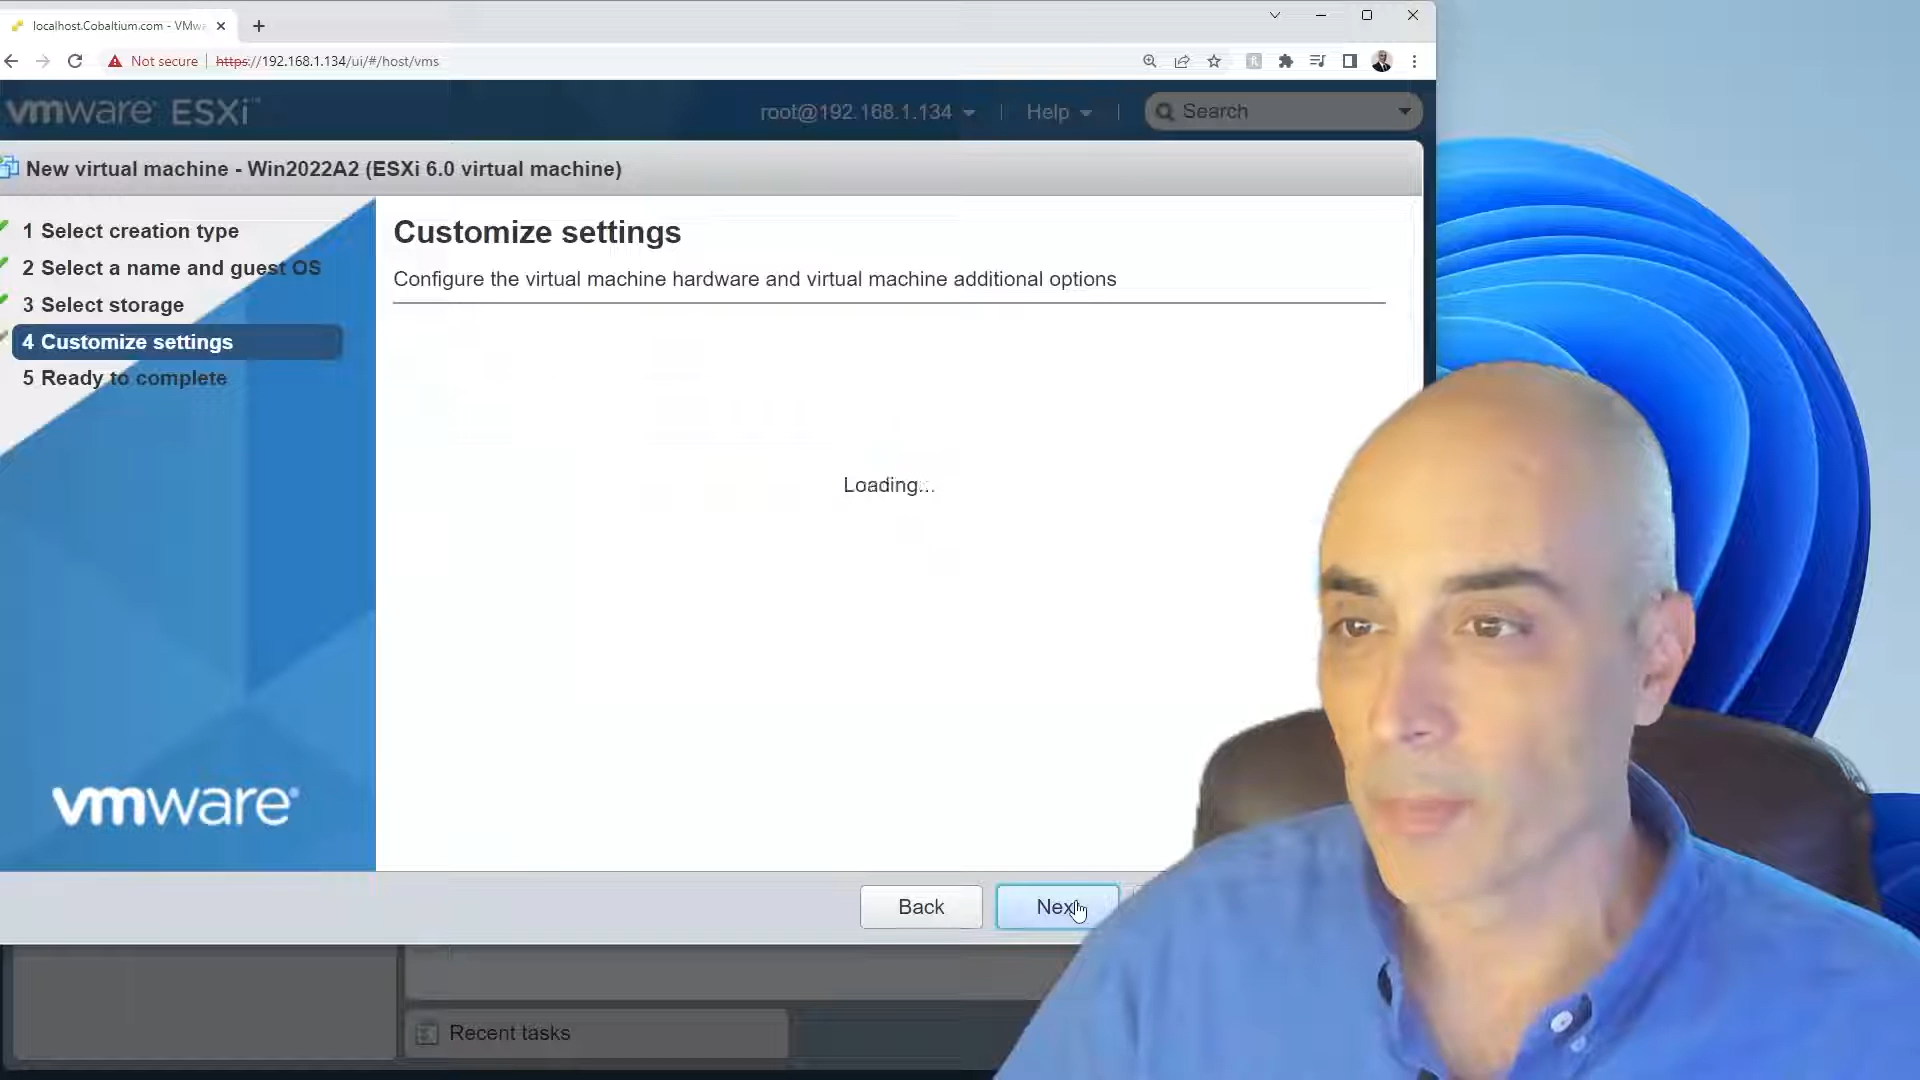 localhost.Cobaltium.com - VMwa
Not secure
https://192.168.1.134/ui/#/host/vms
vmware ESXi™
root@192.168.1.134
Help
Search
New virtual machine - Win2022A2 (ESXi 6.0 virtual machine)
1 Select creation type
2 Select a name and guest OS
3 Select storage
4 Customize settings
5 Ready to complete
Customize settings
Configure the virtual machine hardware and virtual machine additional options
Loading...
vmware®
Back
Next
Recent tasks